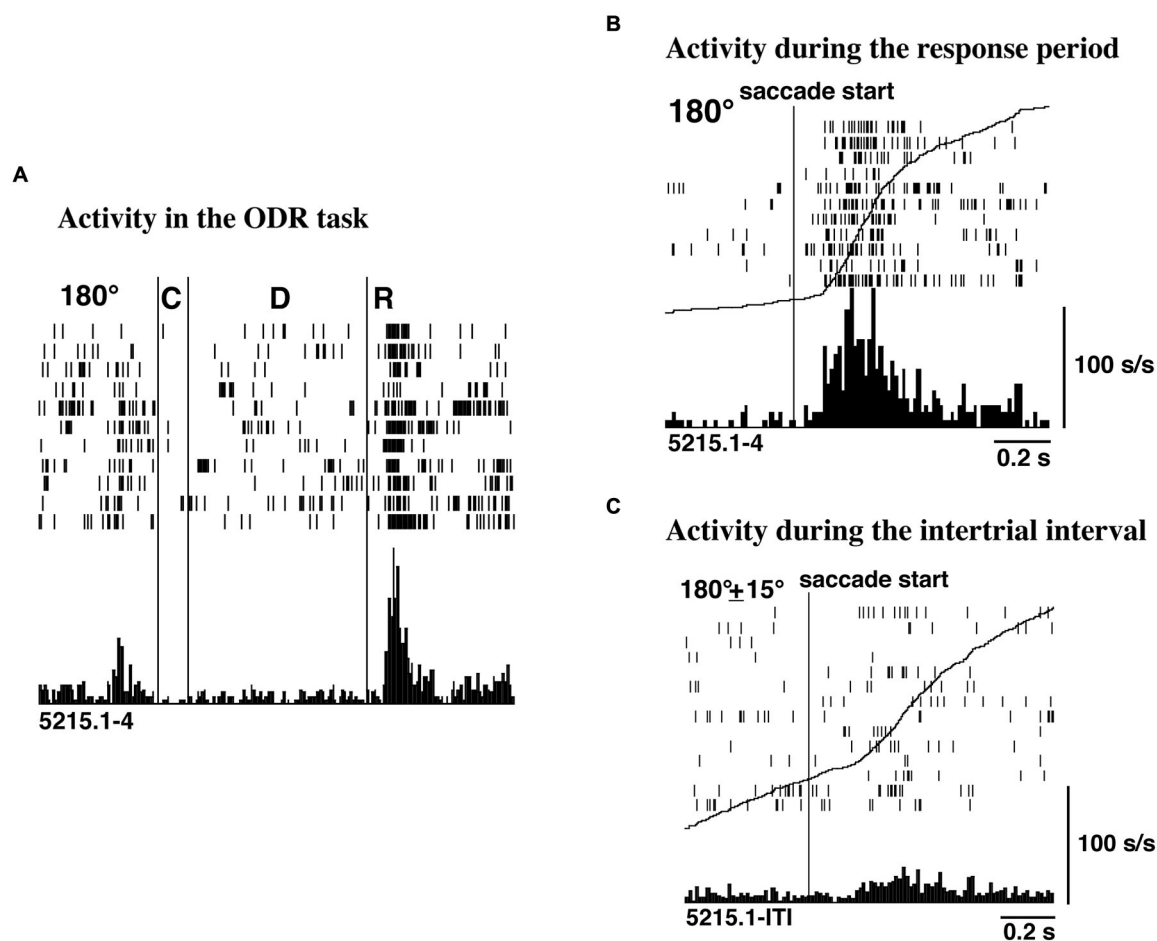 A
Activity in the ODR task
180° C D R
5215.1-4
B
Activity during the response period
180° saccade start
100 s/s
5215.1-4
0.2 s
C
Activity during the intertrial interval
180°±15° saccade start
100 s/s
5215.1-ITI
0.2 s